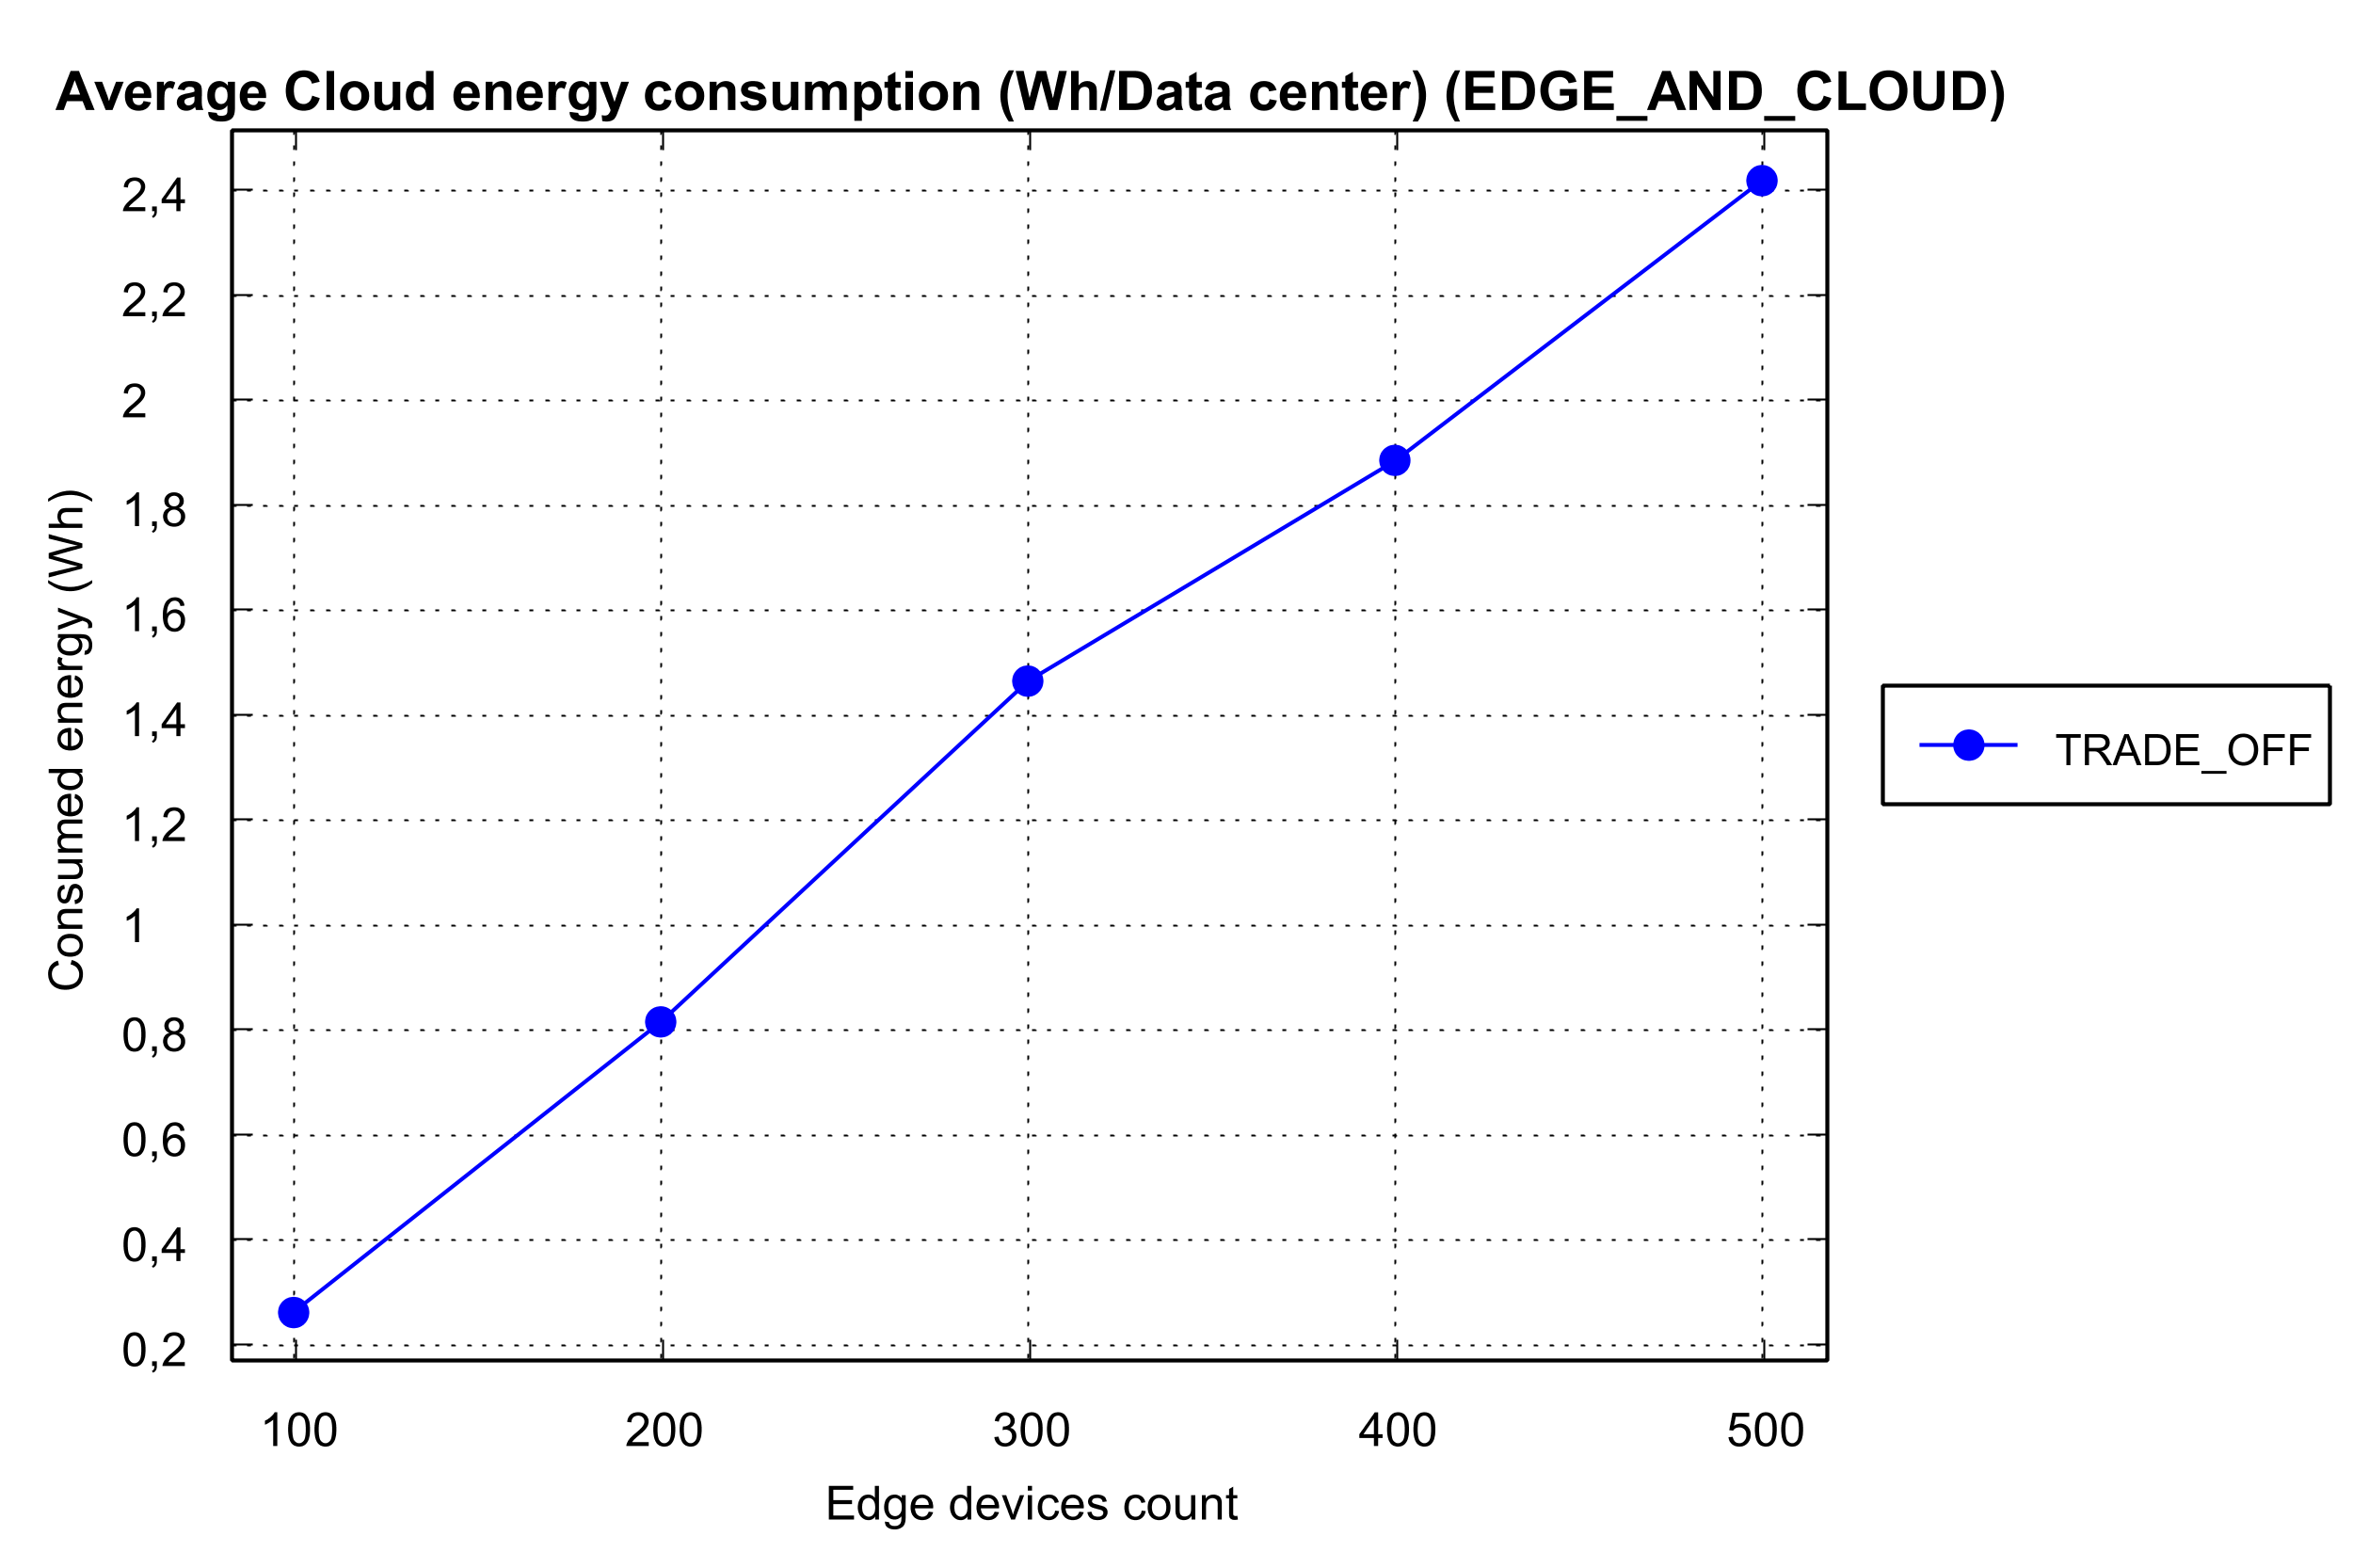 Average Cloud energy consumption (Wh/Data center) (EDGE_AND_CLOUD)
2,4
2,2
2
1,8
1,6
1,4
1,2
1
0,8
0,6
0,4
0,2
Consumed energy (Wh)
TRADE_OFF
100 200 300 400 500
Edge devices count